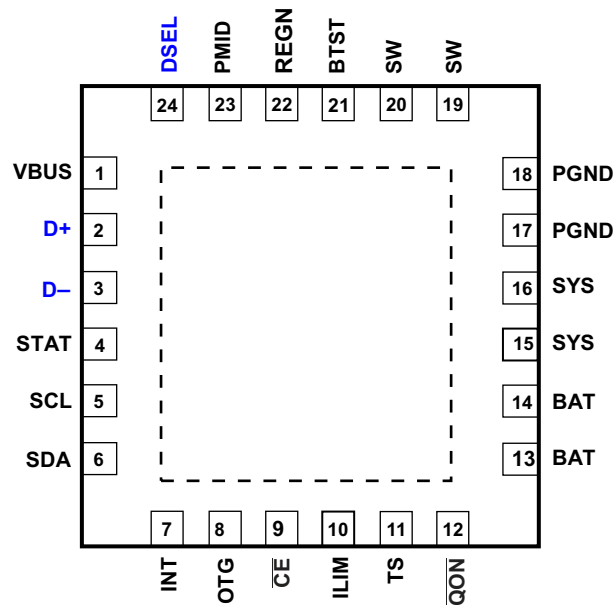 DSEL
PMID
REGN
BTST
SW
SW
24 23 22 21 20 19
VBUS 1 18 PGND
D+ 2 17 PGND
D– 3 16 SYS
STAT 4 15 SYS
SCL 5 14 BAT
SDA 6 13 BAT
7 8 9 10 11 12
INT
OTG
CE
ILIM
TS
QON